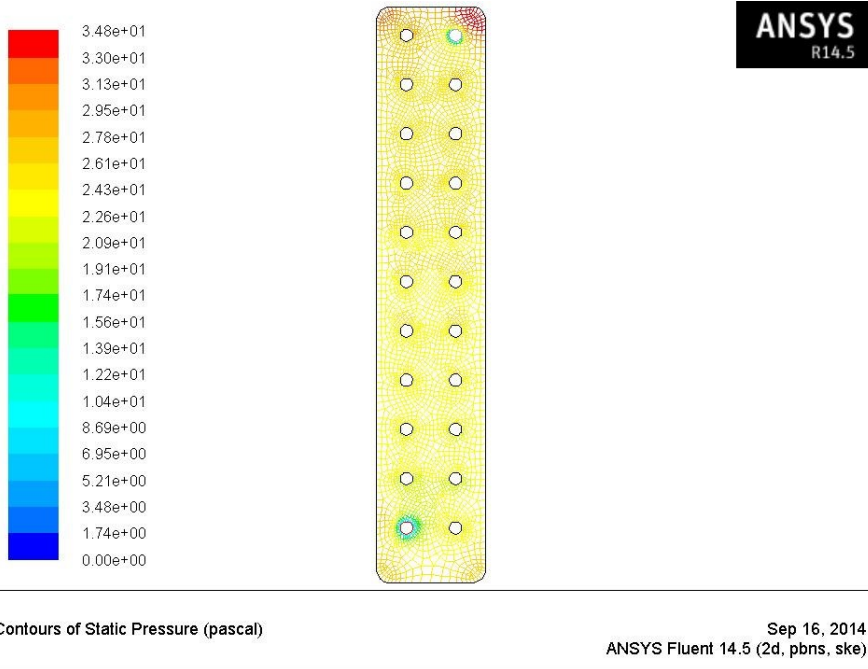 3.48e+01
3.30e+01
3.13e+01
2.95e+01
2.78e+01
2.61e+01
2.43e+01
2.26e+01
2.09e+01
1.91e+01
1.74e+01
1.56e+01
1.39e+01
1.22e+01
1.04e+01
8.69e+00
6.95e+00
5.21e+00
3.48e+00
1.74e+00
0.00e+00
ANSYS
R14.5
Contours of Static Pressure (pascal)
Sep 16, 2014
ANSYS Fluent 14.5 (2d, pbns, ske)